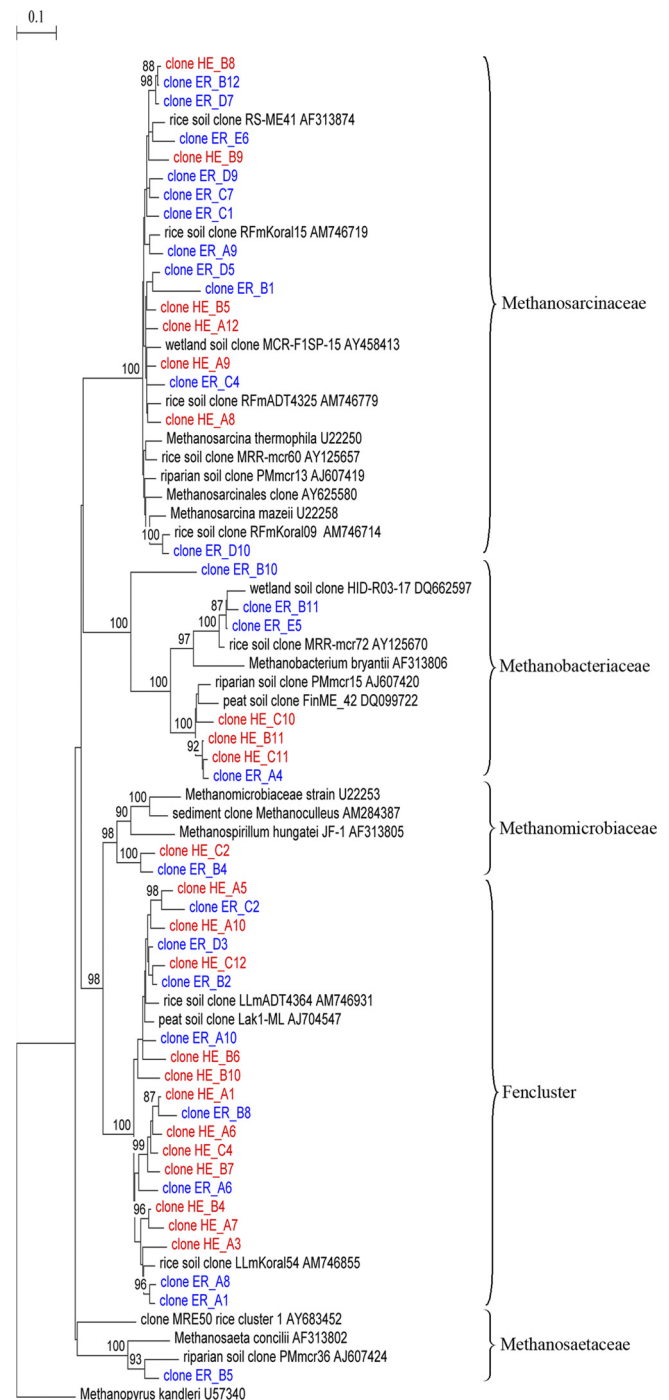 0.1
88
clone HE_B8
98
clone ER_B12
clone ER_D7
rice soil clone RS-ME41 AF313874
clone ER_E6
clone HE_B9
clone ER_D9
clone ER_C7
clone ER_C1
rice soil clone RFmKoral15 AM746719
clone ER_A9
clone ER_D5
clone ER_B1
clone HE_B5
Methanosarcinaceae
clone HE_A12
wetland soil clone MCR-F1SP-15 AY458413
clone HE_A9
100
clone ER_C4
rice soil clone RFmADT4325 AM746779
clone HE_A8
Methanosarcina thermophila U22250
rice soil clone MRR-mcr60 AY125657
riparian soil clone PMmcr13 AJ607419
Methanosarcinales clone AY625580
Methanosarcina mazeii U22258
rice soil clone RFmKoral09 AM746714
100
clone ER_D10
clone ER_B10
wetland soil clone HID-R03-17 DQ662597
87
clone ER_B11
100
clone ER_E5
100
97
rice soil clone MRR-mcr72 AY125670
Methanobacterium bryantii AF313806
Methanobacteriaceae
100
riparian soil clone PMmcr15 AJ607420
peat soil clone FinME_42 DQ099722
100
clone HE_C10
clone HE_B11
92
clone HE_C11
clone ER_A4
Methanomicrobiaceae strain U22253
100
90
sediment clone Methanoculleus AM284387
98
Methanospirillum hungatei JF-1 AF313805
Methanomicrobiaceae
clone HE_C2
100
clone ER_B4
98
clone HE_A5
clone ER_C2
clone HE_A10
clone ER_D3
clone HE_C12
98
clone ER_B2
rice soil clone LLmADT4364 AM746931
peat soil clone Lak1-ML AJ704547
clone ER_A10
clone HE_B6
clone HE_B10
Fencluster
87
clone HE_A1
clone ER_B8
100
clone HE_A6
99
clone HE_C4
clone HE_B7
clone ER_A6
96
clone HE_B4
clone HE_A7
clone HE_A3
rice soil clone LLmKoral54 AM746855
96
clone ER_A8
clone ER_A1
clone MRE50 rice cluster 1 AY683452
100
Methanosaeta concilii AF313802
Methanosaetaceae
93
riparian soil clone PMmcr36 AJ607424
clone ER_B5
Methanopyrus kandleri U57340